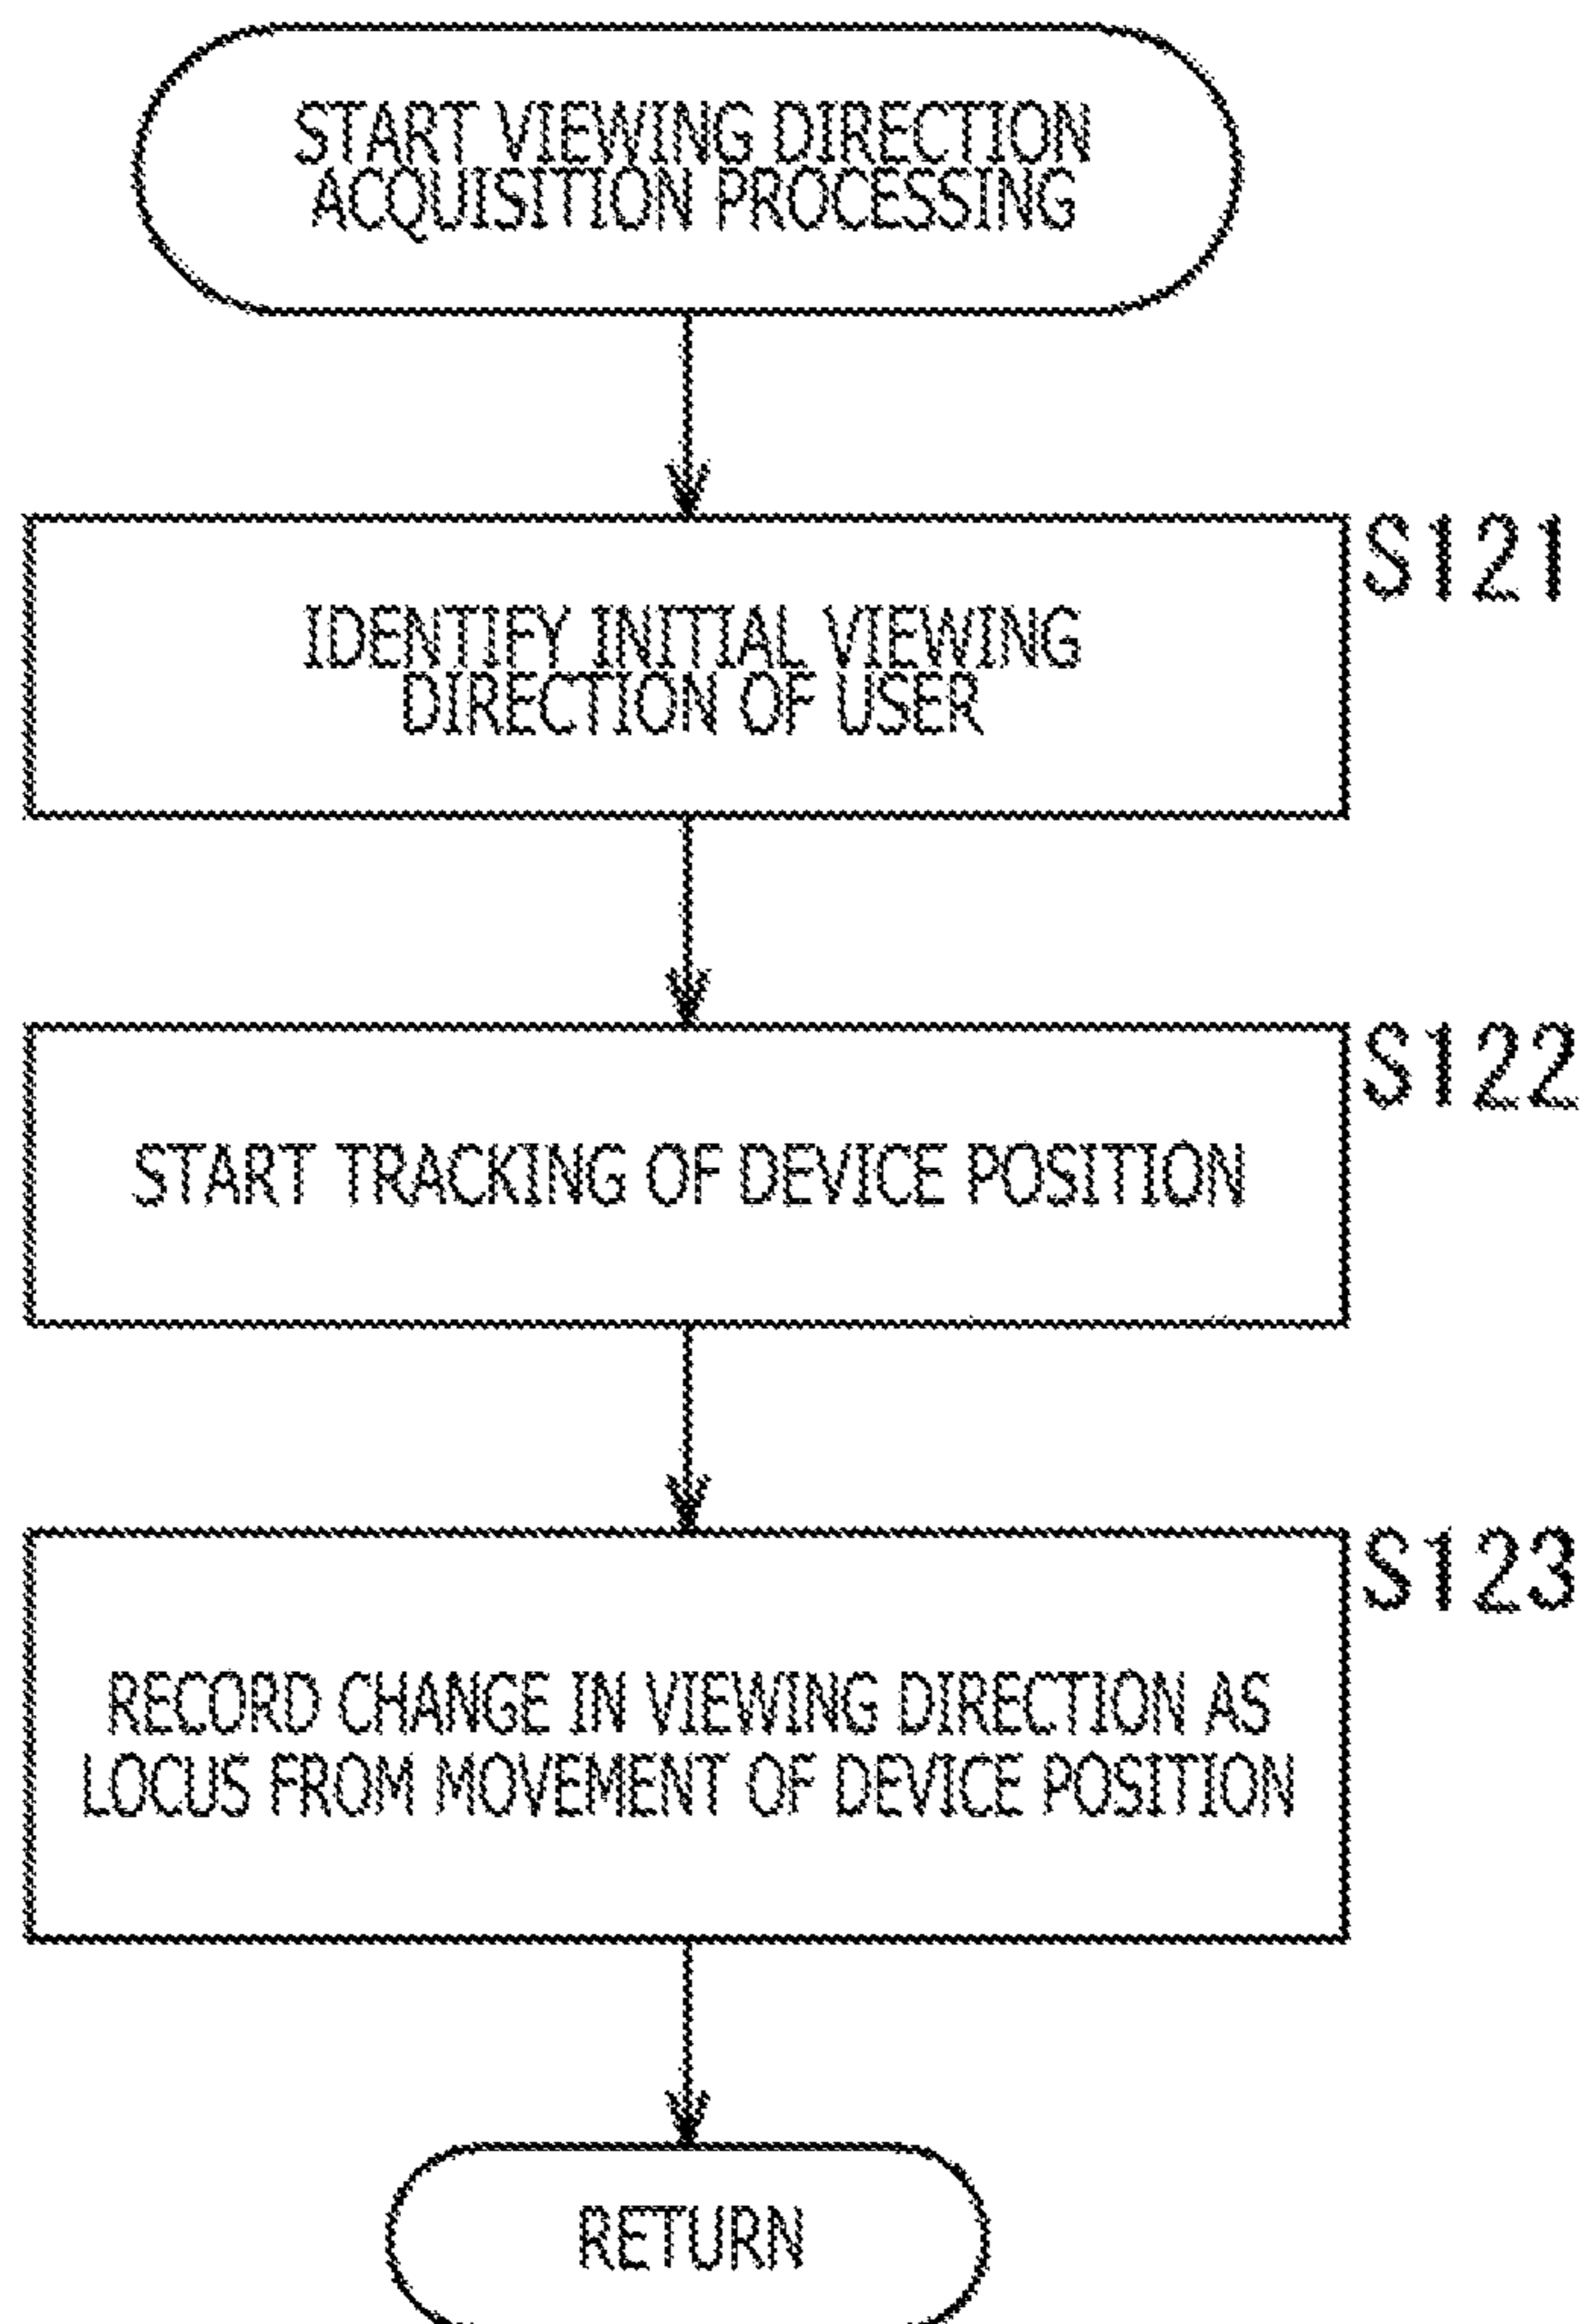 START VIEWING DIRECTION
ACQUISITION PROCESSING
S121
IDENTIFY INITIAL VIEWING
DIRECTION OF USER
S122
START TRACKING OF DEVICE POSITION
S123
RECORD CHANGE IN VIEWING DIRECTION AS
LOCUS FROM MOVEMENT OF DEVICE POSITION
RETURN